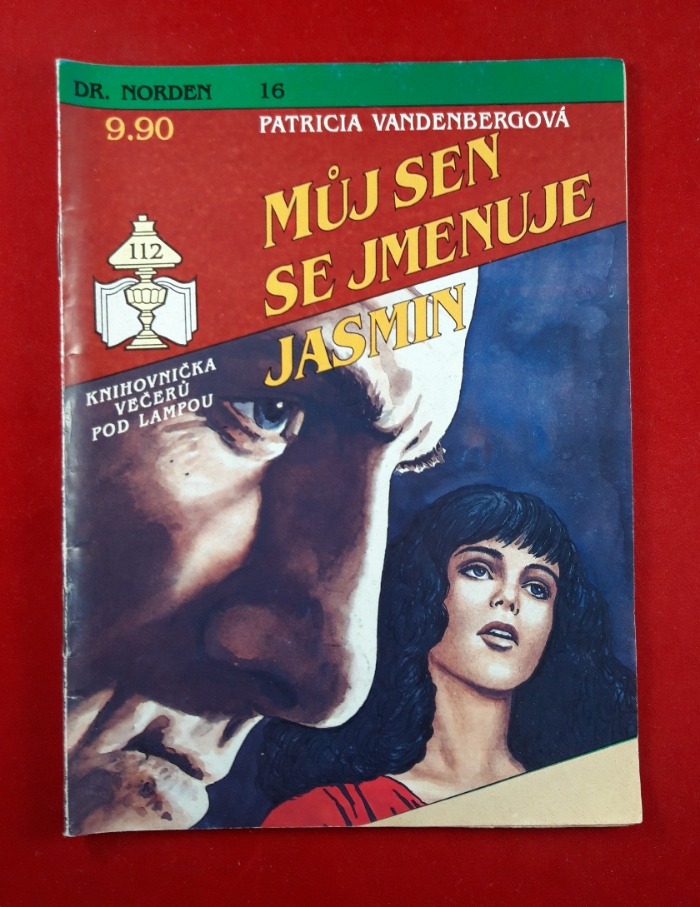 DR. NORDEN 16
9.90
PATRICIA VANDENBERGOVÁ
MŮJ SEN
SE JMENUJE
JASMIN
112
KNIHOVNIČKA
VEČERŮ
POD LAMPOU